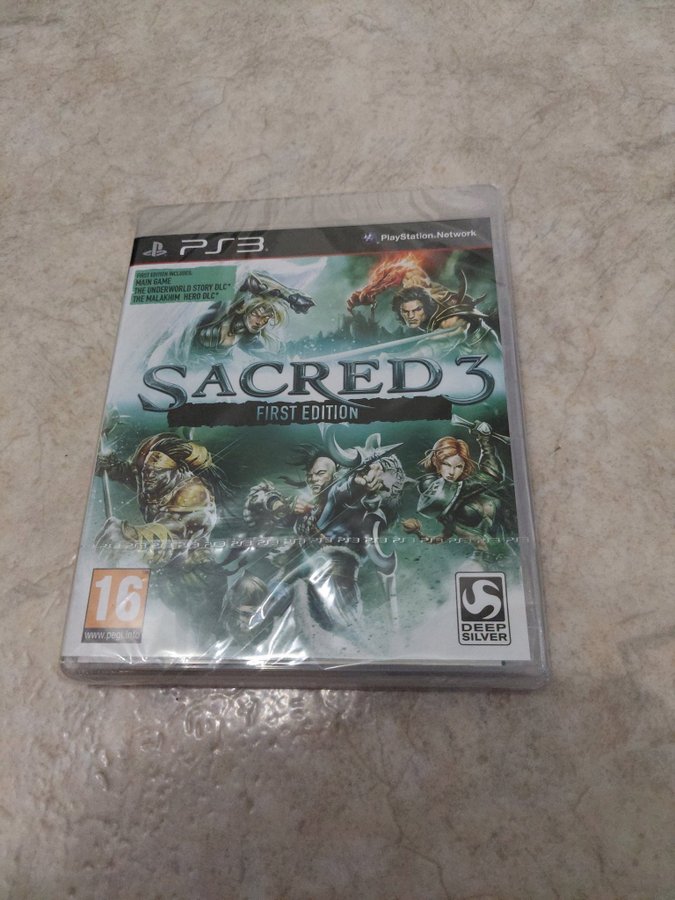 PS3
PlayStation®Network
FIRST EDITION INCLUDES:
MAIN GAME
THE UNDERWORLD STORY DLC*
THE MALAKHIM HERO DLC*
SACRED 3
FIRST EDITION
16
www.pegi.info
DEEP
SILVER